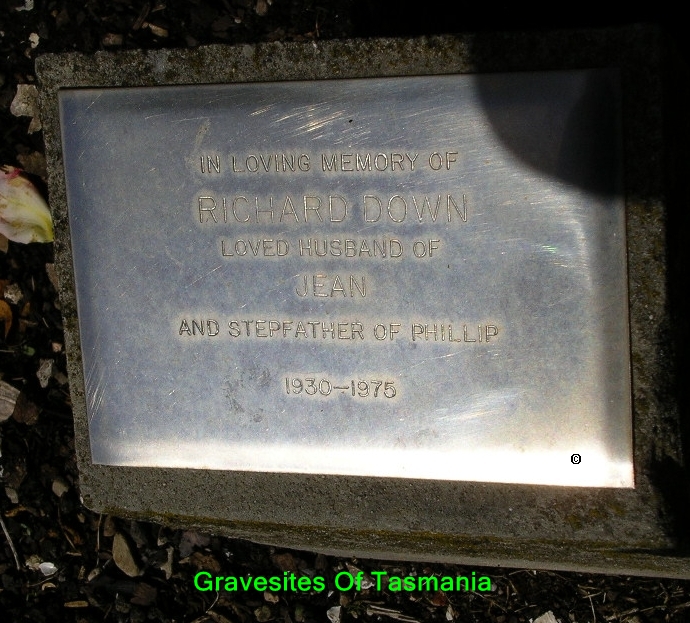 IN LOVING MEMORY OF
RICHARD DOWN
LOVED HUSBAND OF
JEAN
AND STEPFATHER OF PHILLIP
1930-1975
©
Gravesites Of Tasmania